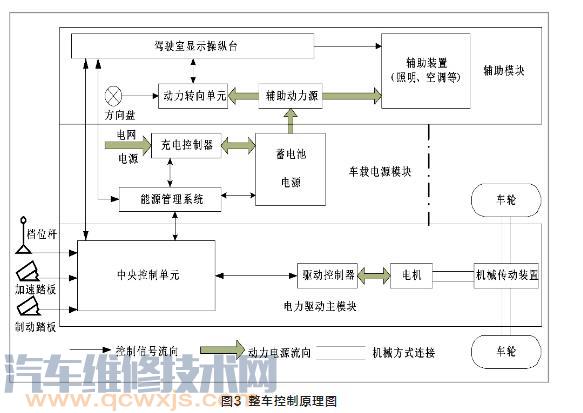 驾驶室显示操纵台
辅助装置
(照明、空调等)
辅助模块
方向盘
动力转向单元
辅助动力源
电网
电源
充电控制器
蓄电池
电源
车载电源模块
能源管理系统
车轮
档位杆
中央控制单元
驱动控制器
电机
机械传动装置
加速踏板
制动踏板
电力驱动主模块
车轮
控制信号流向
动力电源流向
机械方式连接
汽车维修技术网
www.qcwxjs.com
图3 整车控制原理图